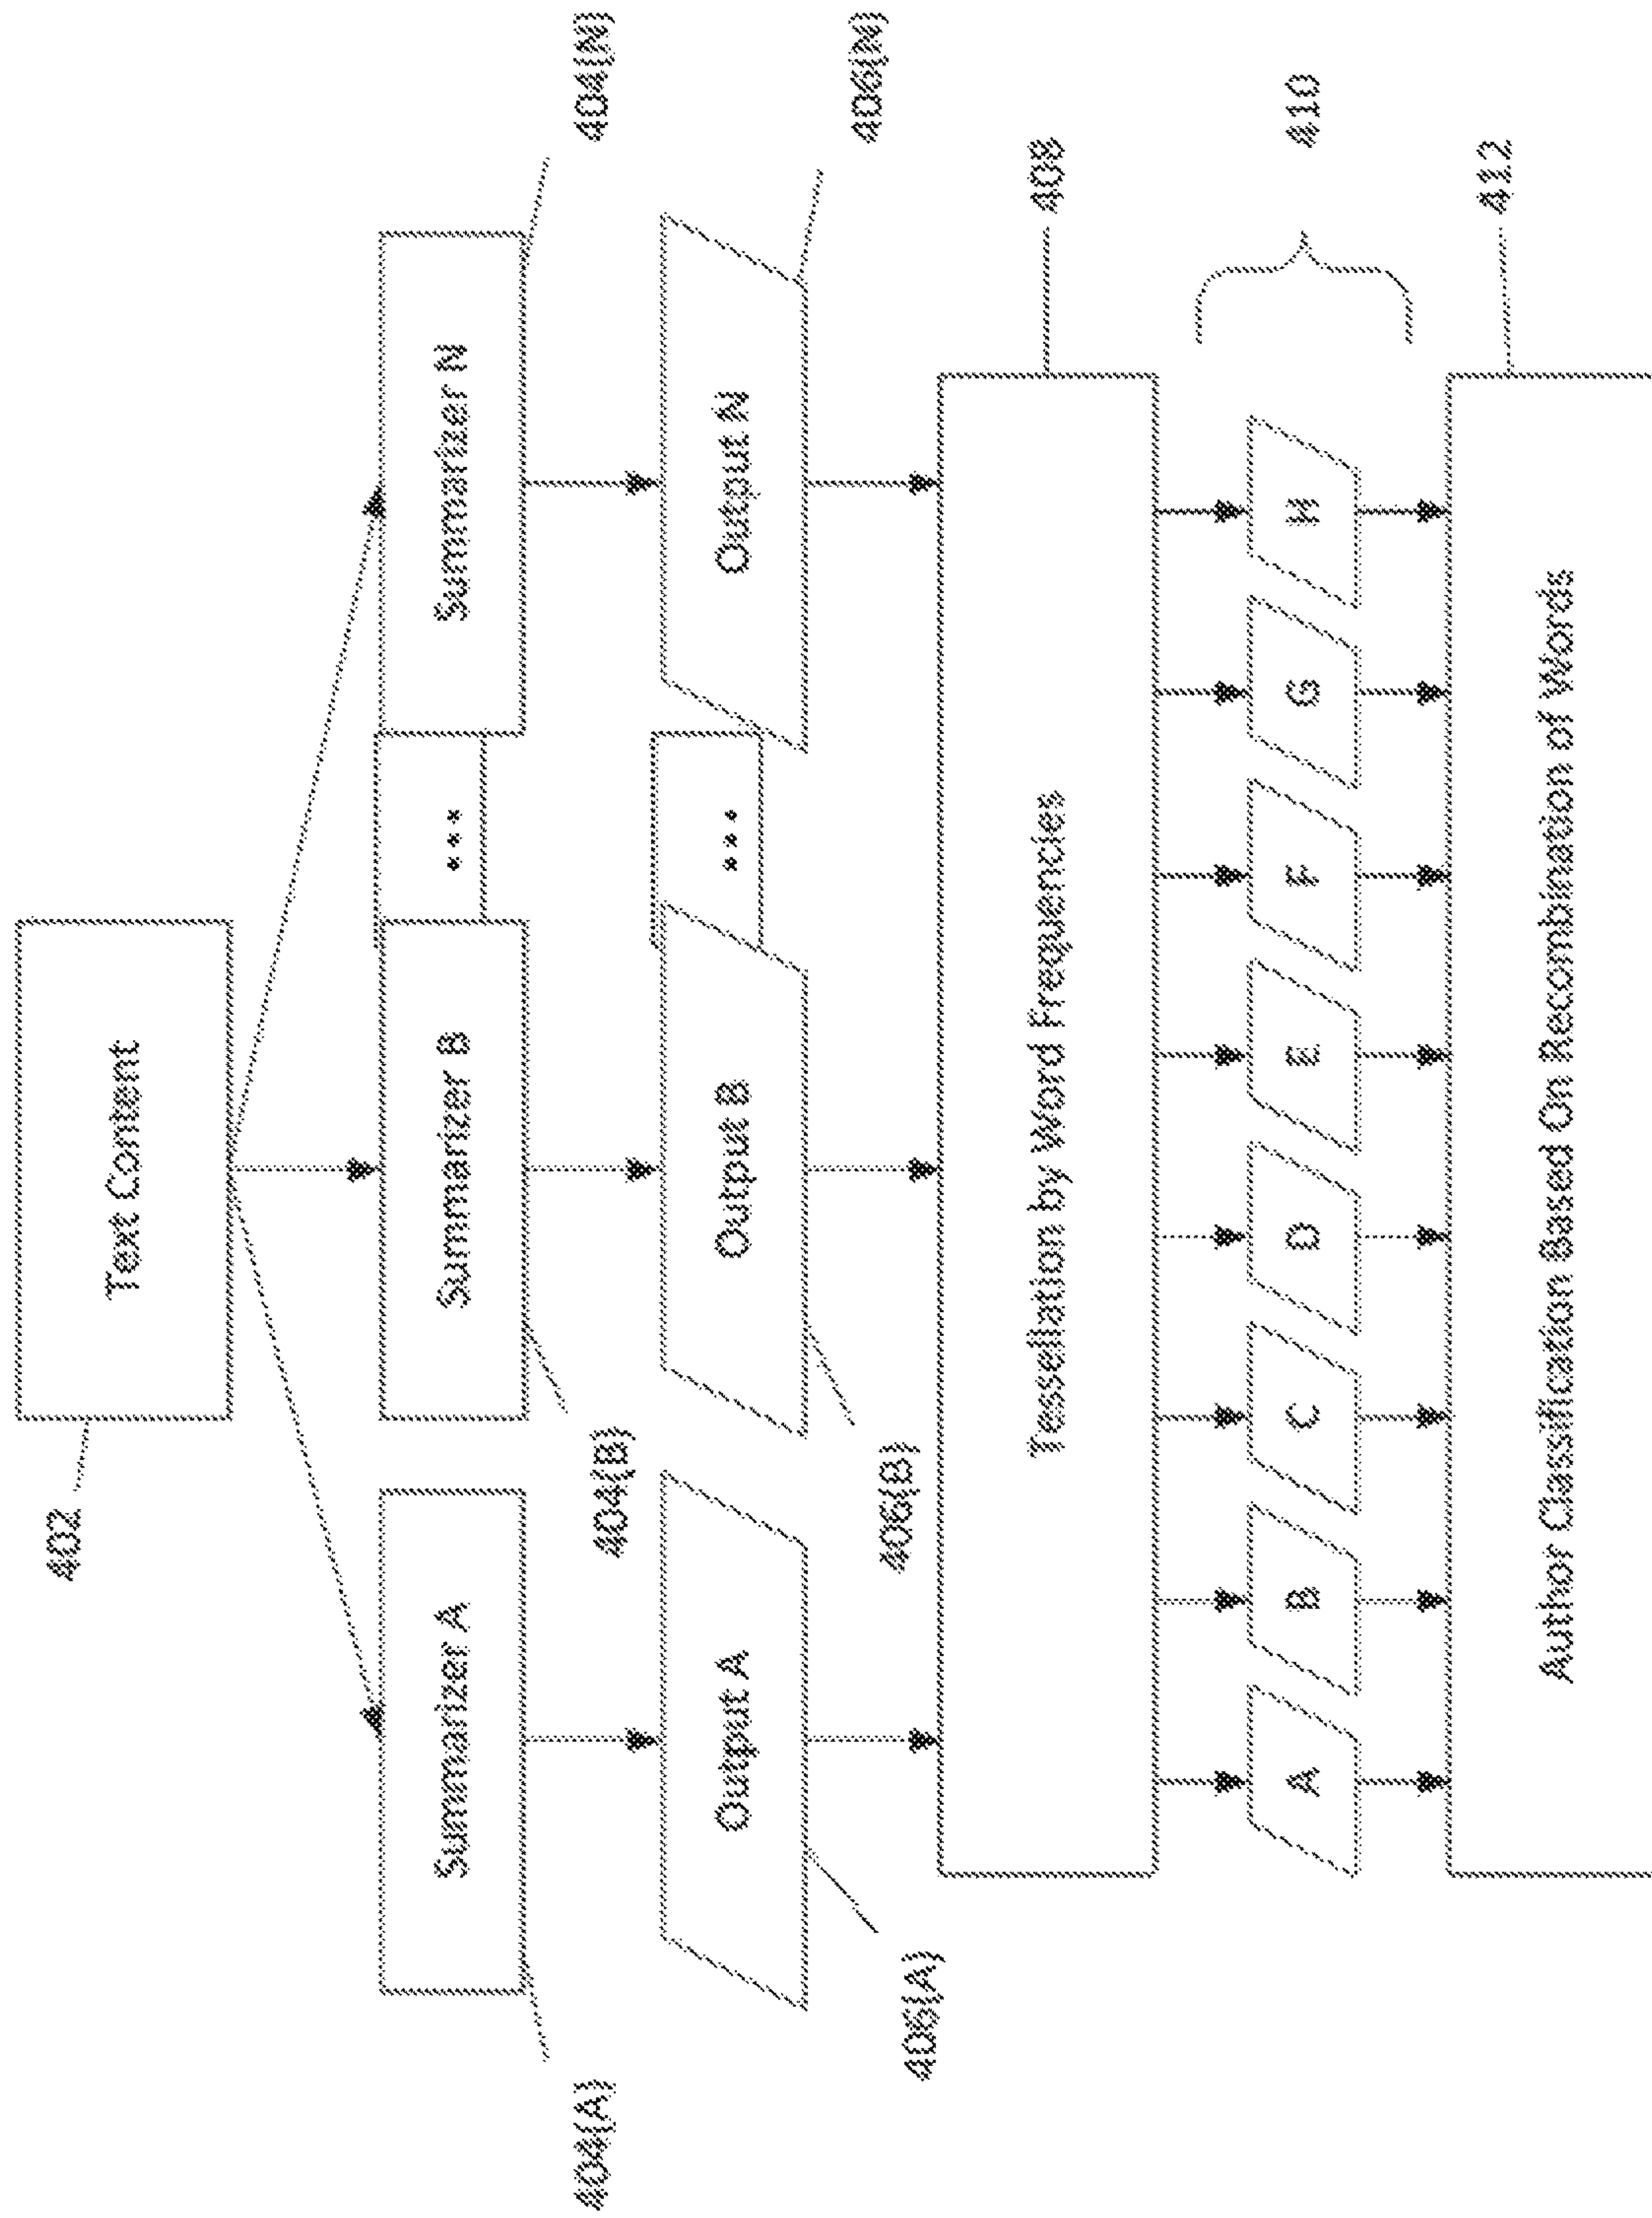 402
Text Content
Summarizer A
Summarizer B
...
Summarizer N
404(A)
404(B)
404(N)
Output A
Output B
...
Output N
406(A)
406(B)
406(N)
Tessellation by Word Frequencies
408
A
B
C
D
E
F
G
H
410
Author Classification Based On Recombination of Words
412